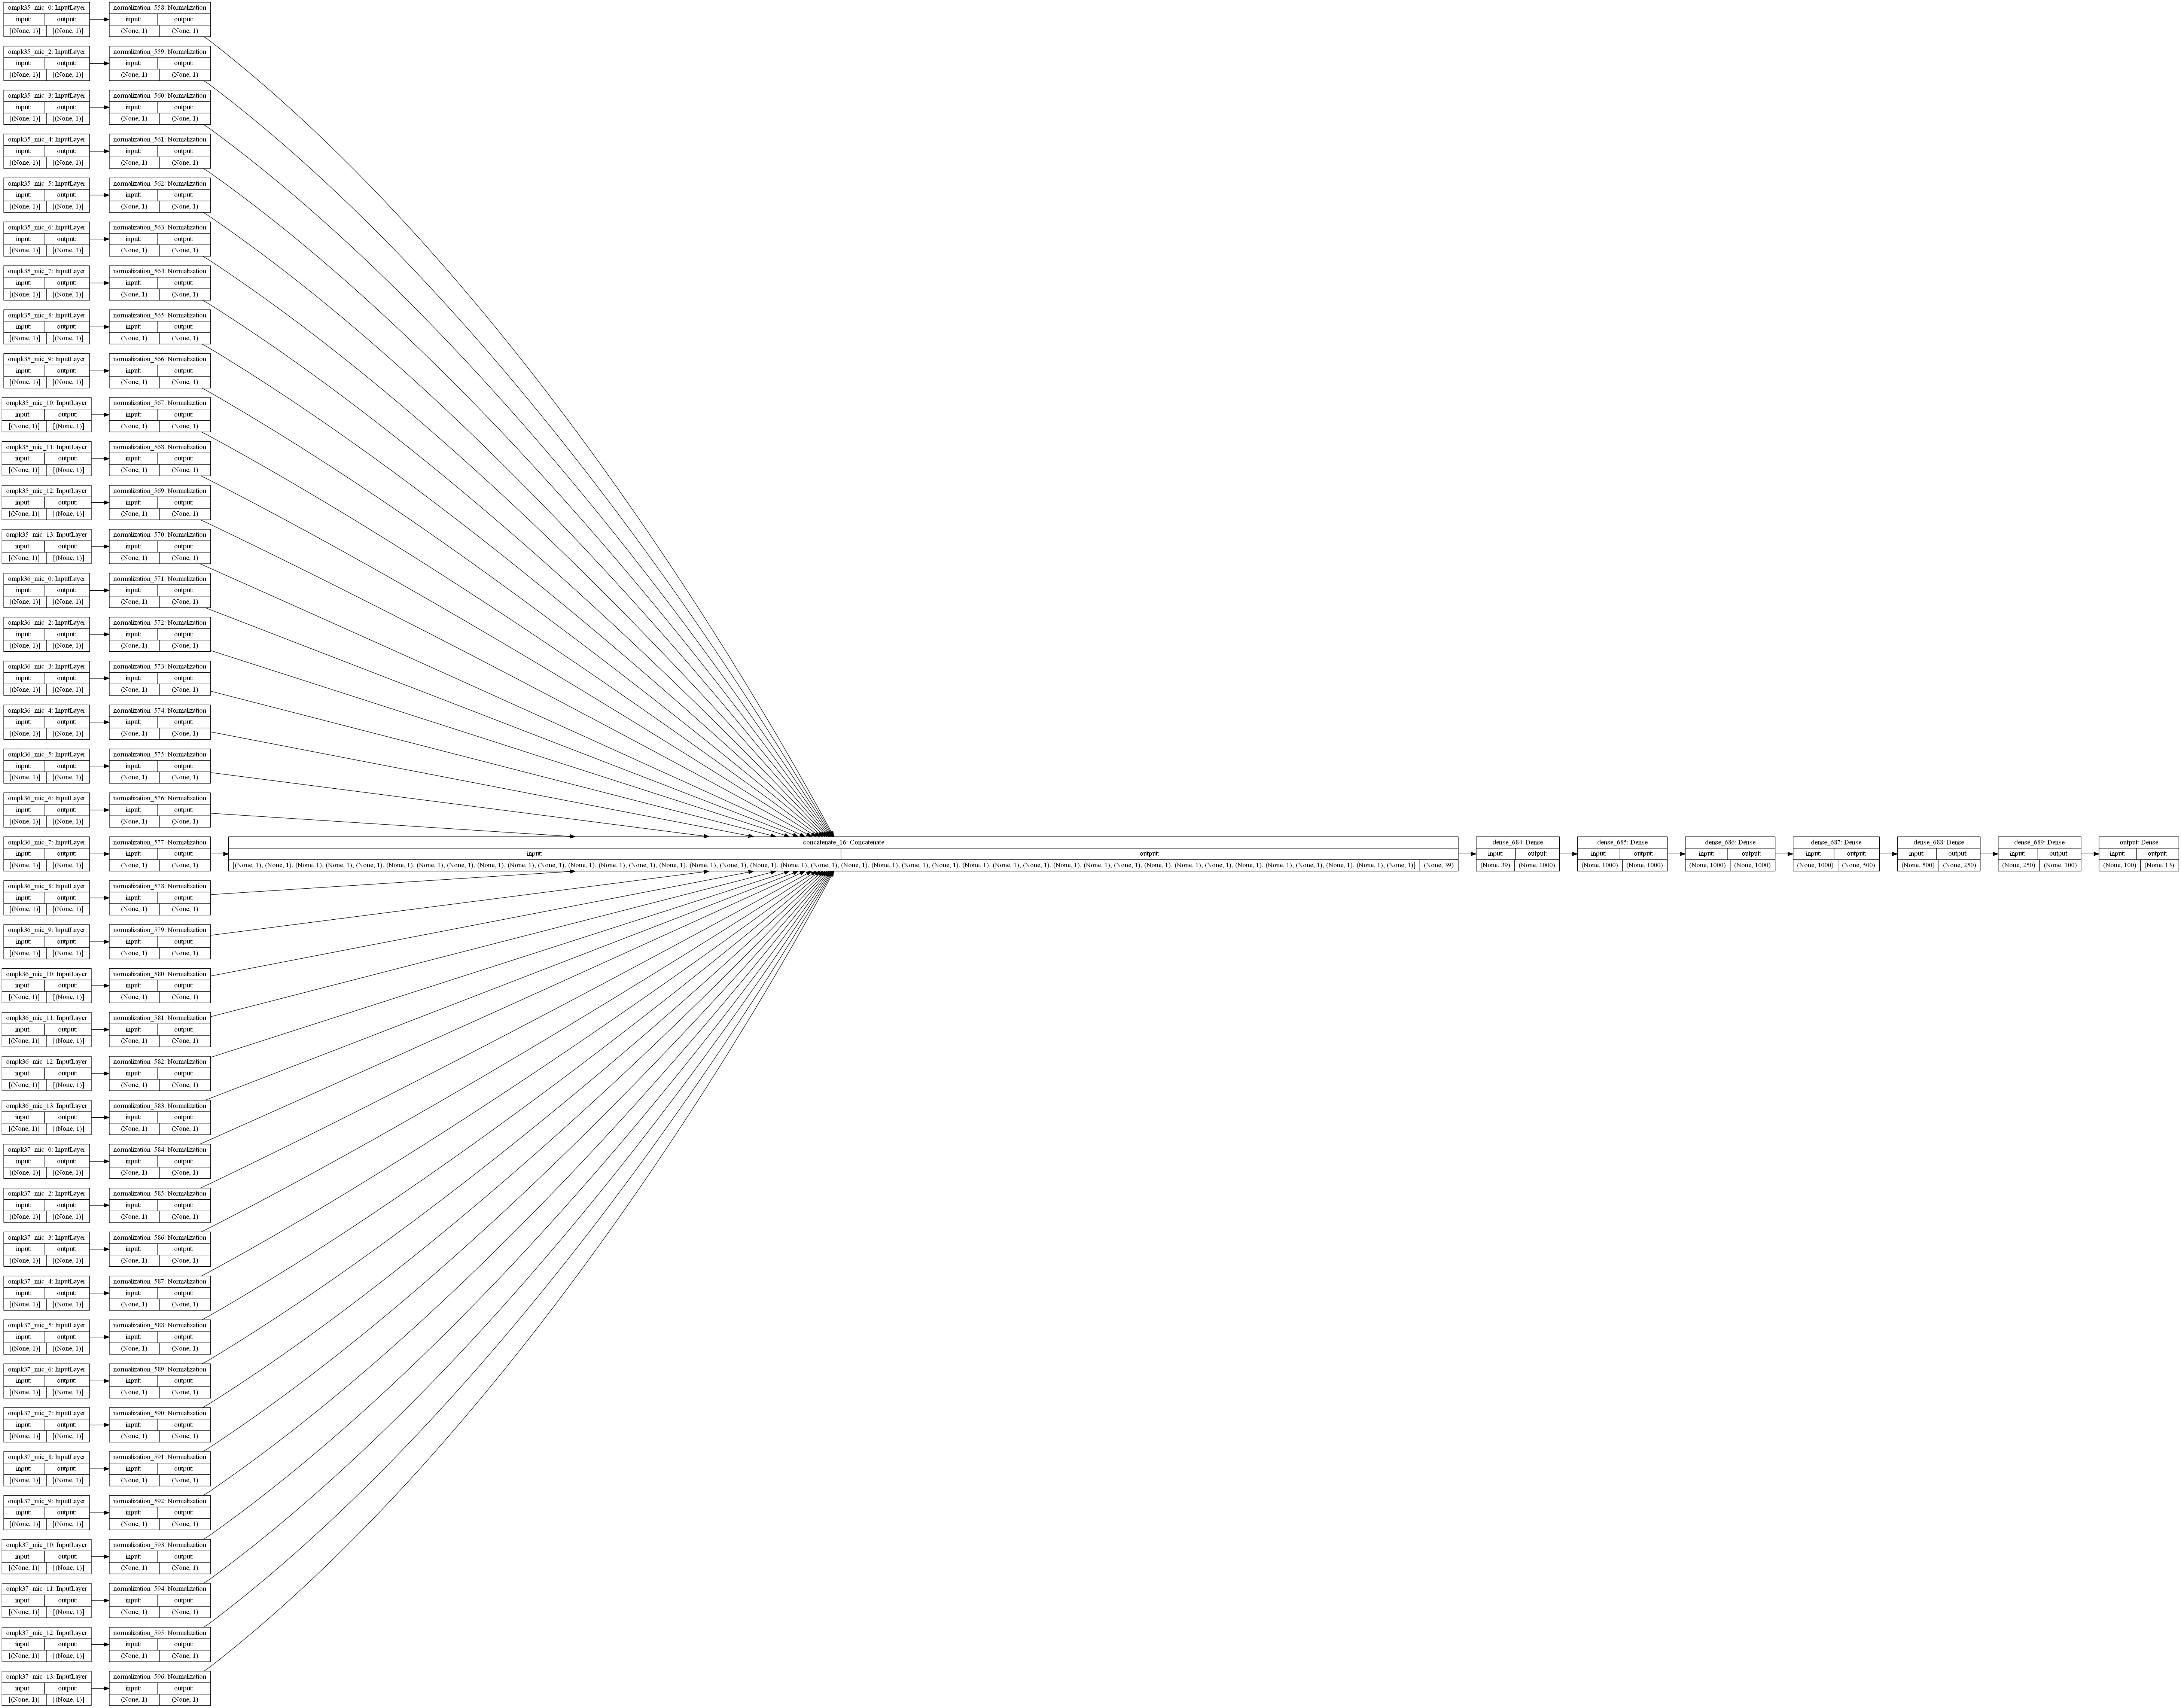 ompk35_mic_0: InputLayer normalization_558: Normalization
input: output: input: output:
[(None, 1)] [(None, 1)] (None, 1) (None, 1)
ompk35_mic_2: InputLayer normalization_559: Normalization
input: output: input: output:
[(None, 1)] [(None, 1)] (None, 1) (None, 1)
ompk35_mic_3: InputLayer normalization_560: Normalization
input: output: input: output:
[(None, 1)] [(None, 1)] (None, 1) (None, 1)
ompk35_mic_4: InputLayer normalization_561: Normalization
input: output: input: output:
[(None, 1)] [(None, 1)] (None, 1) (None, 1)
ompk35_mic_5: InputLayer normalization_562: Normalization
input: output: input: output:
[(None, 1)] [(None, 1)] (None, 1) (None, 1)
ompk35_mic_6: InputLayer normalization_563: Normalization
input: output: input: output:
[(None, 1)] [(None, 1)] (None, 1) (None, 1)
ompk35_mic_7: InputLayer normalization_564: Normalization
input: output: input: output:
[(None, 1)] [(None, 1)] (None, 1) (None, 1)
ompk35_mic_8: InputLayer normalization_565: Normalization
input: output: input: output:
[(None, 1)] [(None, 1)] (None, 1) (None, 1)
ompk35_mic_9: InputLayer normalization_566: Normalization
input: output: input: output:
[(None, 1)] [(None, 1)] (None, 1) (None, 1)
ompk35_mic_10: InputLayer normalization_567: Normalization
input: output: input: output:
[(None, 1)] [(None, 1)] (None, 1) (None, 1)
ompk35_mic_11: InputLayer normalization_568: Normalization
input: output: input: output:
[(None, 1)] [(None, 1)] (None, 1) (None, 1)
ompk35_mic_12: InputLayer normalization_569: Normalization
input: output: input: output:
[(None, 1)] [(None, 1)] (None, 1) (None, 1)
ompk35_mic_13: InputLayer normalization_570: Normalization
input: output: input: output:
[(None, 1)] [(None, 1)] (None, 1) (None, 1)
ompk36_mic_0: InputLayer normalization_571: Normalization
input: output: input: output:
[(None, 1)] [(None, 1)] (None, 1) (None, 1)
ompk36_mic_2: InputLayer normalization_572: Normalization
input: output: input: output:
[(None, 1)] [(None, 1)] (None, 1) (None, 1)
ompk36_mic_3: InputLayer normalization_573: Normalization
input: output: input: output:
[(None, 1)] [(None, 1)] (None, 1) (None, 1)
ompk36_mic_4: InputLayer normalization_574: Normalization
input: output: input: output:
[(None, 1)] [(None, 1)] (None, 1) (None, 1)
ompk36_mic_5: InputLayer normalization_575: Normalization
input: output: input: output:
[(None, 1)] [(None, 1)] (None, 1) (None, 1)
ompk36_mic_6: InputLayer normalization_576: Normalization
input: output: input: output:
[(None, 1)] [(None, 1)] (None, 1) (None, 1)
ompk36_mic_7: InputLayer normalization_577: Normalization concatenate_16: Concatenate dense_684: Dense dense_685: Dense dense_686: Dense dense_687: Dense dense_688: Dense dense_689: Dense output: Dense
input: output: input: output: input: output: input: output: input: output: input: output: input: output: input: output: input: output: input: output:
[(None, 1)] [(None, 1)] (None, 1) (None, 1) [(None, 1), (None, 1), (None, 1), (None, 1), (None, 1), (None, 1), (None, 1), (None, 1), (None, 1), (None, 1), (None, 1), (None, 1), (None, 1), (None, 1), (None, 1), (None, 1), (None, 1), (None, 1), (None, 1), (None, 1), (None, 1), (None, 1), (None, 1), (None, 1), (None, 1), (None, 1), (None, 1), (None, 1), (None, 1), (None, 1), (None, 1), (None, 1), (None, 1), (None, 1), (None, 1), (None, 1), (None, 1), (None, 1), (None, 1)] (None, 39) (None, 39) (None, 1000) (None, 1000) (None, 1000) (None, 1000) (None, 1000) (None, 1000) (None, 500) (None, 500) (None, 250) (None, 250) (None, 100) (None, 100) (None, 13)
ompk36_mic_8: InputLayer normalization_578: Normalization
input: output: input: output:
[(None, 1)] [(None, 1)] (None, 1) (None, 1)
ompk36_mic_9: InputLayer normalization_579: Normalization
input: output: input: output:
[(None, 1)] [(None, 1)] (None, 1) (None, 1)
ompk36_mic_10: InputLayer normalization_580: Normalization
input: output: input: output:
[(None, 1)] [(None, 1)] (None, 1) (None, 1)
ompk36_mic_11: InputLayer normalization_581: Normalization
input: output: input: output:
[(None, 1)] [(None, 1)] (None, 1) (None, 1)
ompk36_mic_12: InputLayer normalization_582: Normalization
input: output: input: output:
[(None, 1)] [(None, 1)] (None, 1) (None, 1)
ompk36_mic_13: InputLayer normalization_583: Normalization
input: output: input: output:
[(None, 1)] [(None, 1)] (None, 1) (None, 1)
ompk37_mic_0: InputLayer normalization_584: Normalization
input: output: input: output:
[(None, 1)] [(None, 1)] (None, 1) (None, 1)
ompk37_mic_2: InputLayer normalization_585: Normalization
input: output: input: output:
[(None, 1)] [(None, 1)] (None, 1) (None, 1)
ompk37_mic_3: InputLayer normalization_586: Normalization
input: output: input: output:
[(None, 1)] [(None, 1)] (None, 1) (None, 1)
ompk37_mic_4: InputLayer normalization_587: Normalization
input: output: input: output:
[(None, 1)] [(None, 1)] (None, 1) (None, 1)
ompk37_mic_5: InputLayer normalization_588: Normalization
input: output: input: output:
[(None, 1)] [(None, 1)] (None, 1) (None, 1)
ompk37_mic_6: InputLayer normalization_589: Normalization
input: output: input: output:
[(None, 1)] [(None, 1)] (None, 1) (None, 1)
ompk37_mic_7: InputLayer normalization_590: Normalization
input: output: input: output:
[(None, 1)] [(None, 1)] (None, 1) (None, 1)
ompk37_mic_8: InputLayer normalization_591: Normalization
input: output: input: output:
[(None, 1)] [(None, 1)] (None, 1) (None, 1)
ompk37_mic_9: InputLayer normalization_592: Normalization
input: output: input: output:
[(None, 1)] [(None, 1)] (None, 1) (None, 1)
ompk37_mic_10: InputLayer normalization_593: Normalization
input: output: input: output:
[(None, 1)] [(None, 1)] (None, 1) (None, 1)
ompk37_mic_11: InputLayer normalization_594: Normalization
input: output: input: output:
[(None, 1)] [(None, 1)] (None, 1) (None, 1)
ompk37_mic_12: InputLayer normalization_595: Normalization
input: output: input: output:
[(None, 1)] [(None, 1)] (None, 1) (None, 1)
ompk37_mic_13: InputLayer normalization_596: Normalization
input: output: input: output:
[(None, 1)] [(None, 1)] (None, 1) (None, 1)